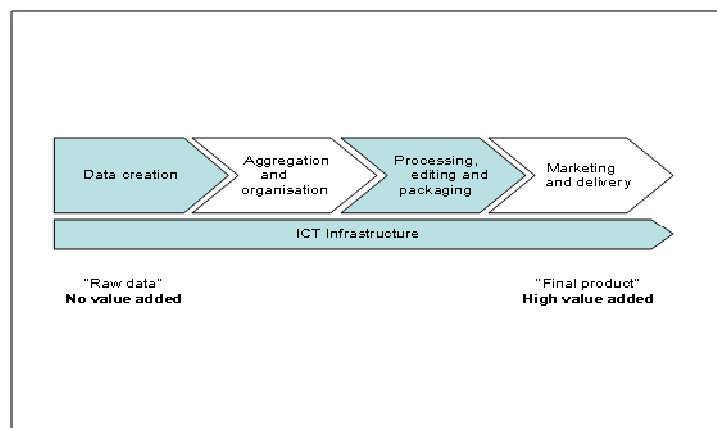 Data creation
Aggregation
and
organisation
Processing,
editing and
packaging
Marketing
and delivery
ICT Infrastructure
"Raw data"
No value added
"Final product"
High value added